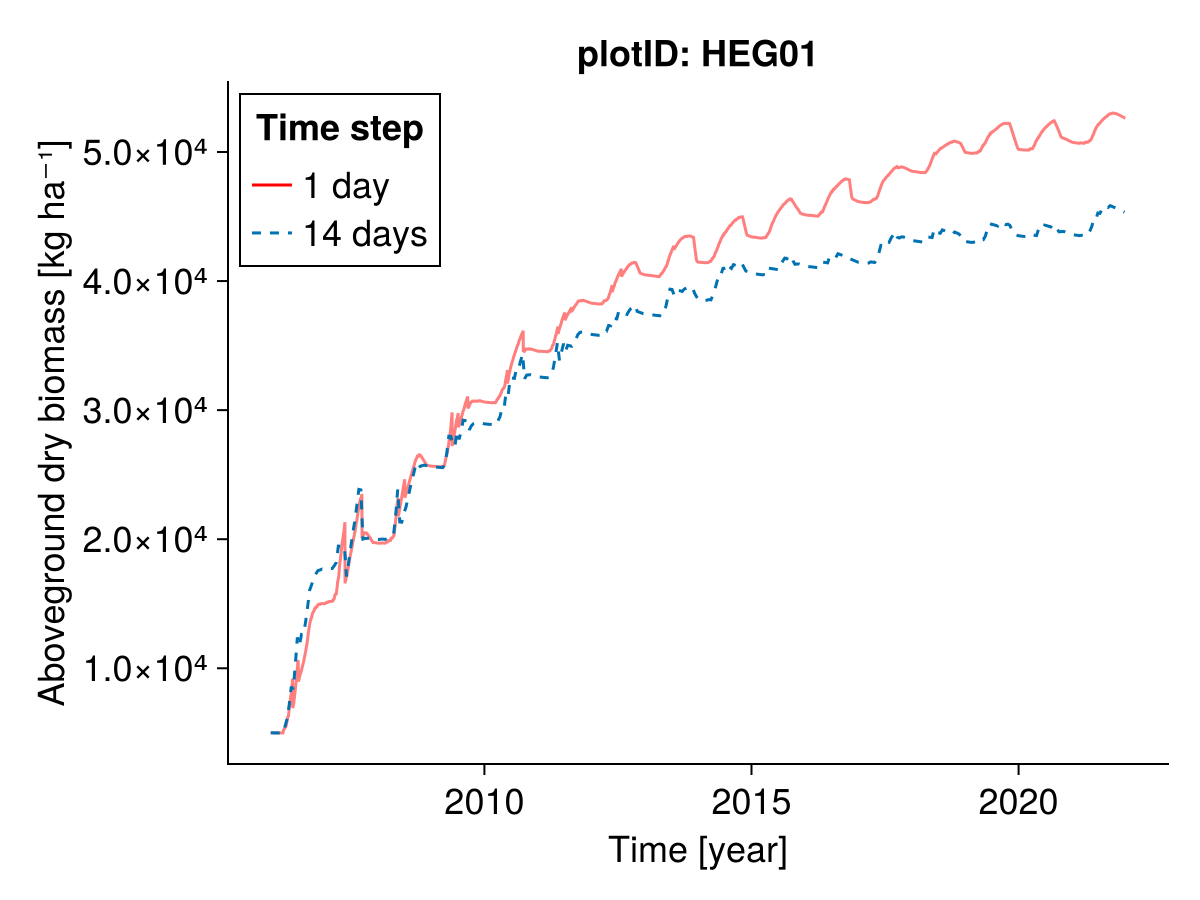 plotID: HEG01
Time step
1 day
14 days
5.0×10⁴
4.0×10⁴
3.0×10⁴
2.0×10⁴
1.0×10⁴
Aboveground dry biomass [kg ha⁻¹]
2010
2015
2020
Time [year]